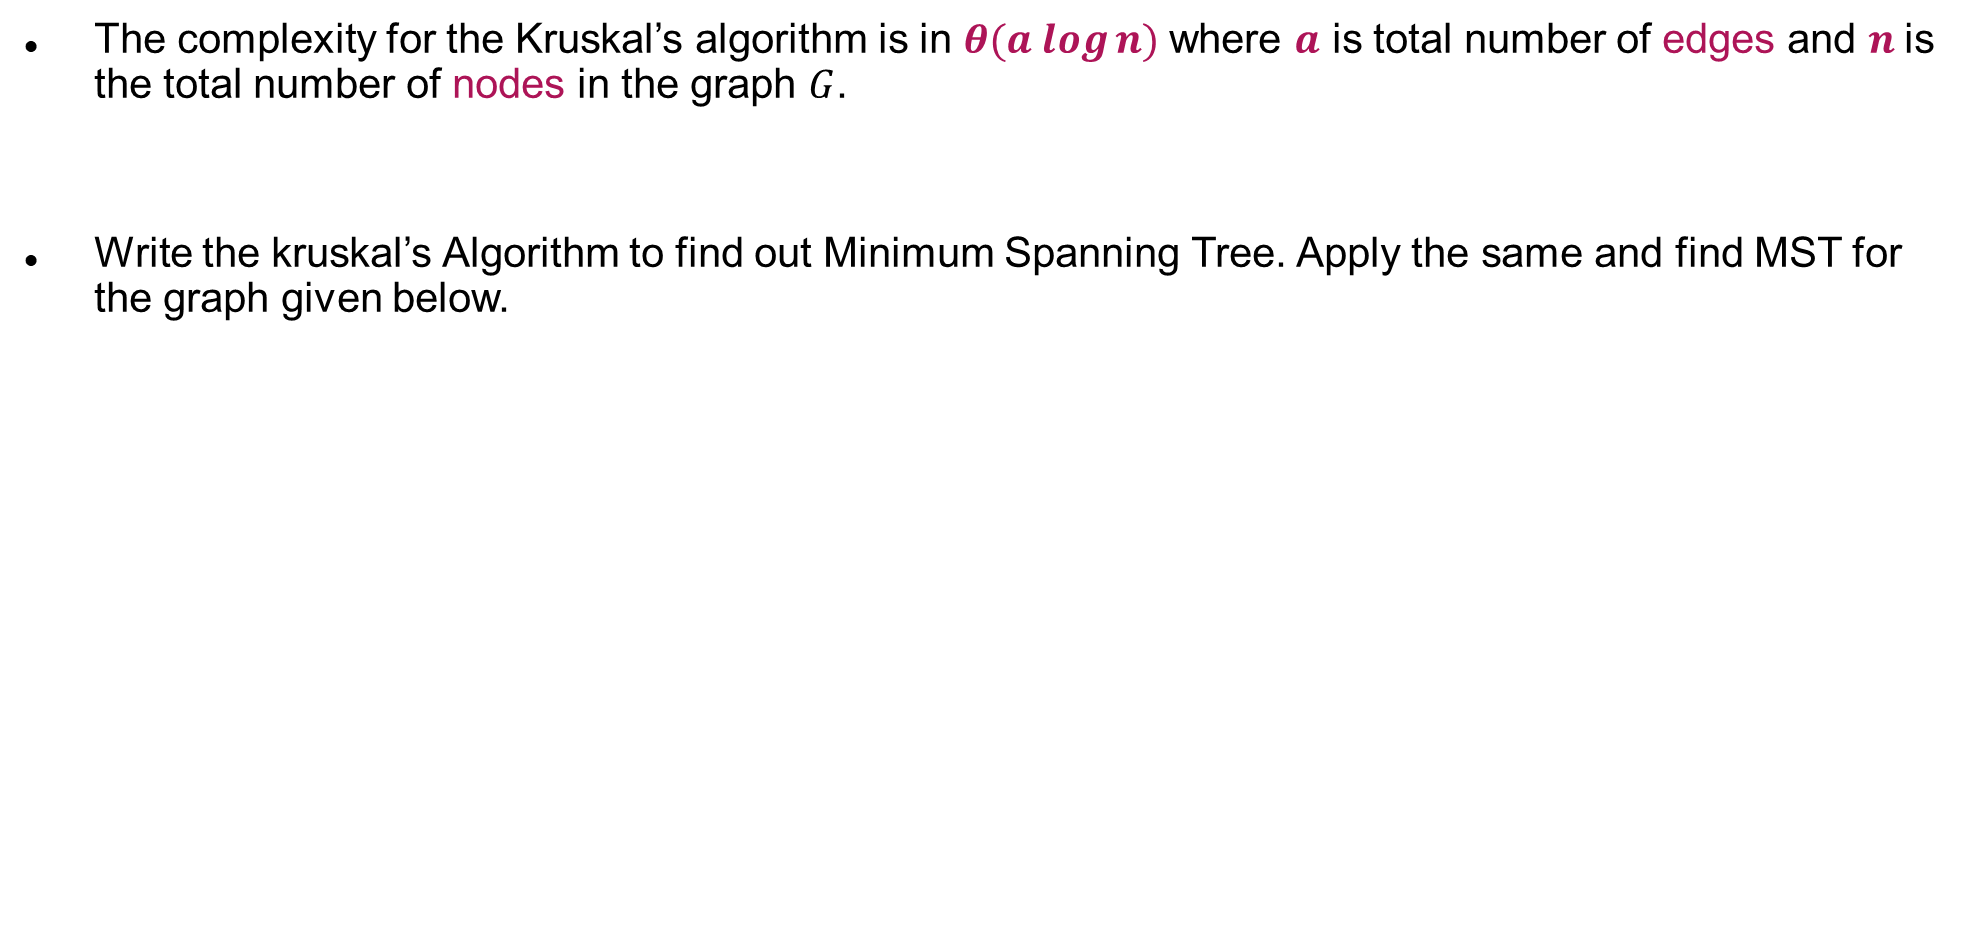 • The complexity for the Kruskal’s algorithm is in θ(a log n) where a is total number of edges and n is
the total number of nodes in the graph G.
• Write the kruskal’s Algorithm to find out Minimum Spanning Tree. Apply the same and find MST for
the graph given below.